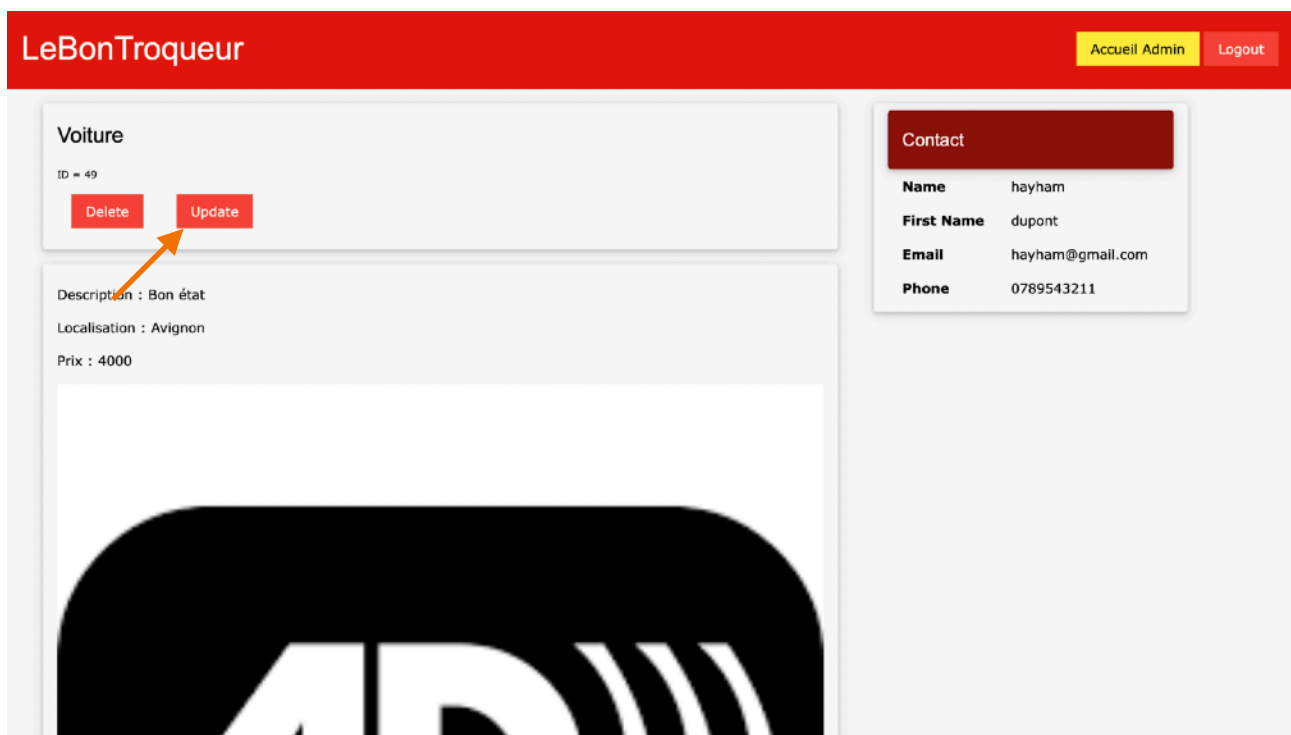 LeBonTroqueur
Accueil Admin
Logout
Voiture
ID = 49
Delete
Update
Description : Bon état
Localisation : Avignon
Prix : 4000
4D
Contact
Name hayham
First Name dupont
Email hayham@gmail.com
Phone 0789543211